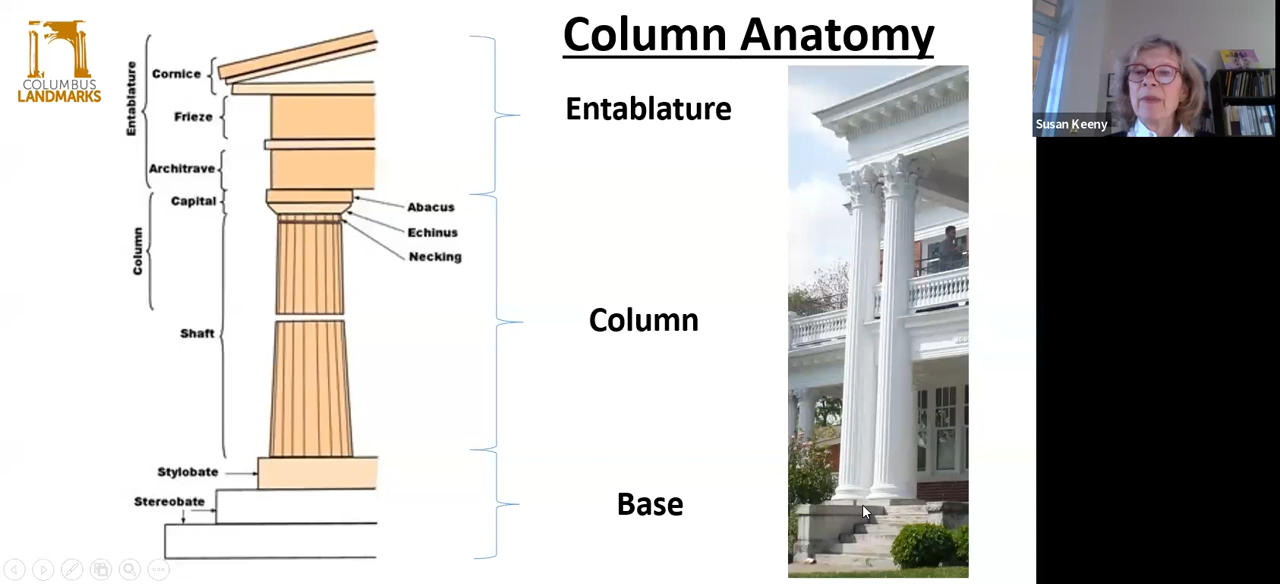 COLUMBUS
LANDMARKS
Column Anatomy
Susan Keeny
Entablature
Cornice
Frieze
Architrave
Column
Capital
Shaft
Abacus
Echinus
Necking
Stylobate
Stereobate
Entablature
Column
Base